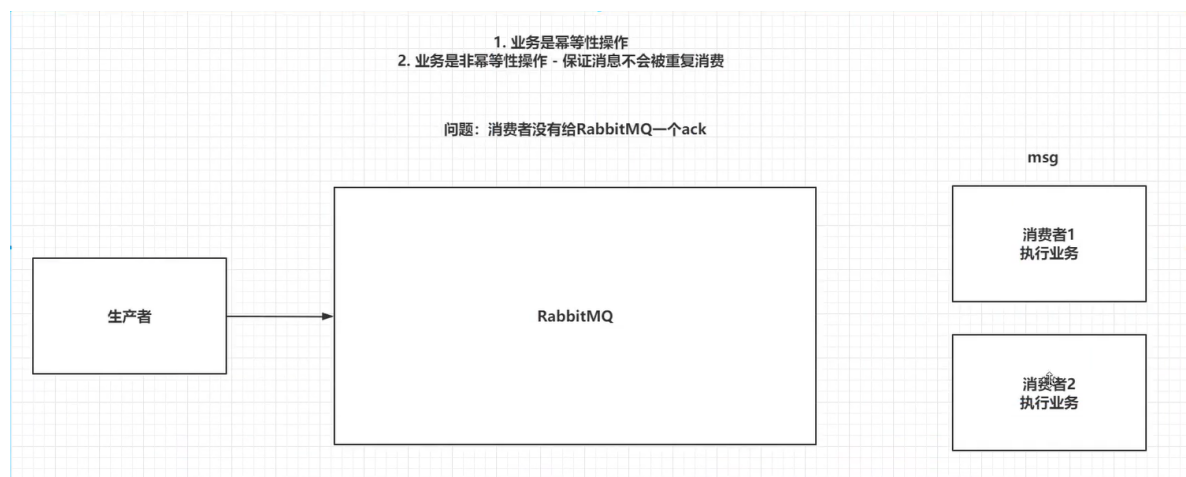 1. 业务是幂等性操作
2. 业务是非幂等性操作 - 保证消息不会被重复消费
问题：消费者没有给RabbitMQ一个ack
msg
消费者1
执行业务
生产者
RabbitMQ
消费者2
执行业务